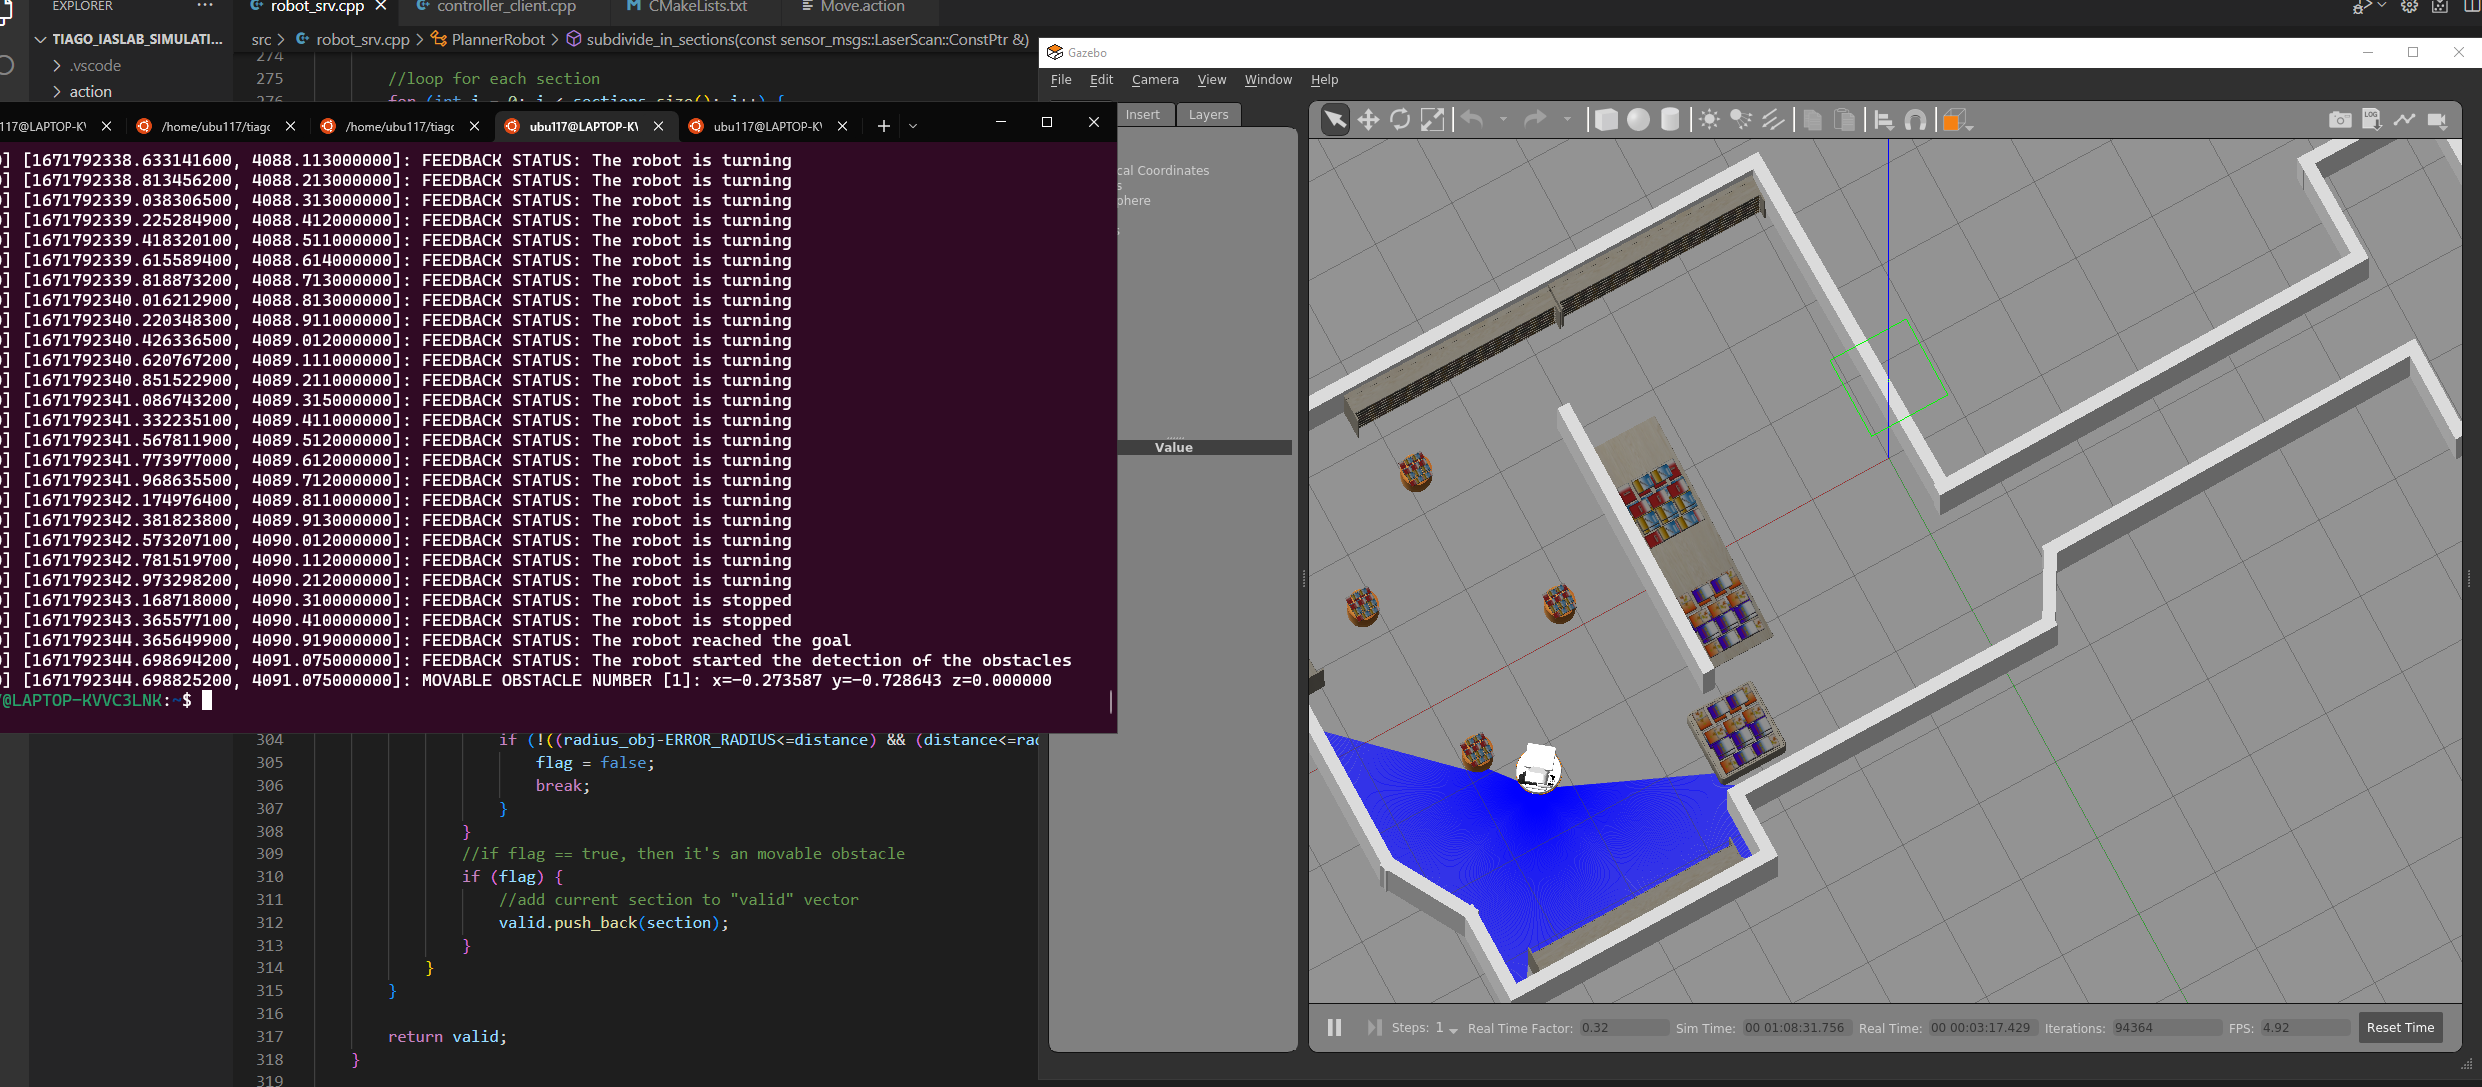 EXPLORER
···
robot_srv.cpp
controller_client.cpp
CMakeLists.txt
Move.action
TIAGO_IASLAB_SIMULATI...
src > robot_srv.cpp > PlannerRobot > subdivide_in_sections(const sensor_msgs::LaserScan::ConstPtr &)
.vscode
action
274
275 //loop for each section
276 for (int i = 0; i < sections.size(); i++) {
Gazebo
File Edit Camera View Window Help
117@LAPTOP-KV
/home/ubu117/tiago
/home/ubu117/tiago
ubu117@LAPTOP-KV
ubu117@LAPTOP-KV
Insert
Layers
cal Coordinates
s
phere
s
Value
] [1671792338.633141600, 4088.113000000]: FEEDBACK STATUS: The robot is turning
] [1671792338.813456200, 4088.213000000]: FEEDBACK STATUS: The robot is turning
] [1671792339.038306500, 4088.313000000]: FEEDBACK STATUS: The robot is turning
] [1671792339.225284900, 4088.412000000]: FEEDBACK STATUS: The robot is turning
] [1671792339.418320100, 4088.511000000]: FEEDBACK STATUS: The robot is turning
] [1671792339.615589400, 4088.614000000]: FEEDBACK STATUS: The robot is turning
] [1671792339.818873200, 4088.713000000]: FEEDBACK STATUS: The robot is turning
] [1671792340.016212900, 4088.813000000]: FEEDBACK STATUS: The robot is turning
] [1671792340.220348300, 4088.911000000]: FEEDBACK STATUS: The robot is turning
] [1671792340.426336500, 4089.012000000]: FEEDBACK STATUS: The robot is turning
] [1671792340.620767200, 4089.111000000]: FEEDBACK STATUS: The robot is turning
] [1671792340.851522900, 4089.211000000]: FEEDBACK STATUS: The robot is turning
] [1671792341.086743200, 4089.315000000]: FEEDBACK STATUS: The robot is turning
] [1671792341.332235100, 4089.411000000]: FEEDBACK STATUS: The robot is turning
] [1671792341.567811900, 4089.512000000]: FEEDBACK STATUS: The robot is turning
] [1671792341.773977000, 4089.612000000]: FEEDBACK STATUS: The robot is turning
] [1671792341.968635500, 4089.712000000]: FEEDBACK STATUS: The robot is turning
] [1671792342.174976400, 4089.811000000]: FEEDBACK STATUS: The robot is turning
] [1671792342.381823800, 4089.913000000]: FEEDBACK STATUS: The robot is turning
] [1671792342.573207100, 4090.012000000]: FEEDBACK STATUS: The robot is turning
] [1671792342.781519700, 4090.112000000]: FEEDBACK STATUS: The robot is turning
] [1671792342.973298200, 4090.212000000]: FEEDBACK STATUS: The robot is turning
] [1671792343.168718000, 4090.310000000]: FEEDBACK STATUS: The robot is stopped
] [1671792343.365577100, 4090.410000000]: FEEDBACK STATUS: The robot is stopped
] [1671792344.365649900, 4090.919000000]: FEEDBACK STATUS: The robot reached the goal
] [1671792344.698694200, 4091.075000000]: FEEDBACK STATUS: The robot started the detection of the obstacles
] [1671792344.698825200, 4091.075000000]: MOVABLE OBSTACLE NUMBER [1]: x=-0.273587 y=-0.728643 z=0.000000
@LAPTOP-KVVC3LNK:~$
304 if (!((radius_obj-ERROR_RADIUS<=distance) && (distance<=rad
305 flag = false;
306 break;
307 }
308 }
309 //if flag == true, then it's an movable obstacle
310 if (flag) {
311 //add current section to "valid" vector
312 valid.push_back(section);
313 }
314 }
315 }
316
317 return valid;
318 }
319
LOG
Steps: 1 Real Time Factor: 0.32 Sim Time: 00 01:08:31.756 Real Time: 00 00:03:17.429 Iterations: 94364 FPS: 4.92 Reset Time